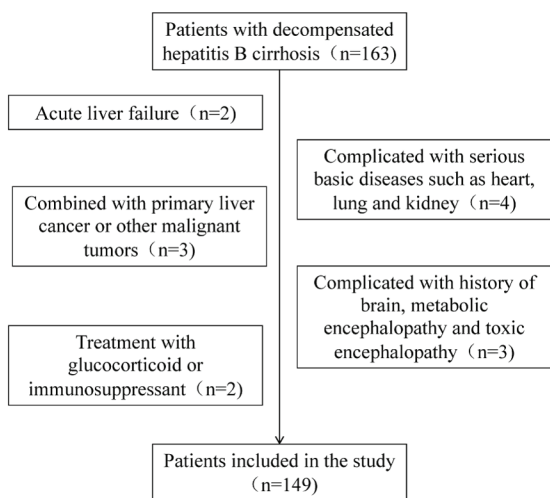 Patients with decompensated
hepatitis B cirrhosis（n=163）
Acute liver failure（n=2）
Complicated with serious
basic diseases such as heart,
lung and kidney（n=4）
Combined with primary liver
cancer or other malignant
tumors（n=3）
Complicated with history of
brain, metabolic
encephalopathy and toxic
encephalopathy（n=3）
Treatment with
glucocorticoid or
immunosuppressant（n=2）
Patients included in the study
（n=149）